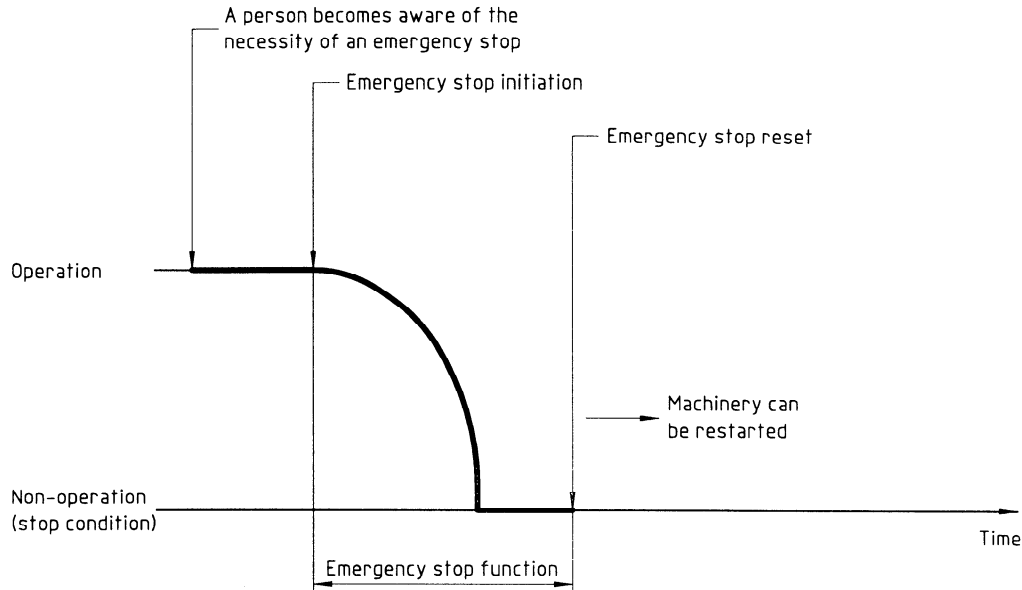 A person becomes aware of the
necessity of an emergency stop
Emergency stop initiation
Emergency stop reset
Operation
Machinery can
be restarted
Non-operation
(stop condition)
Time
Emergency stop function